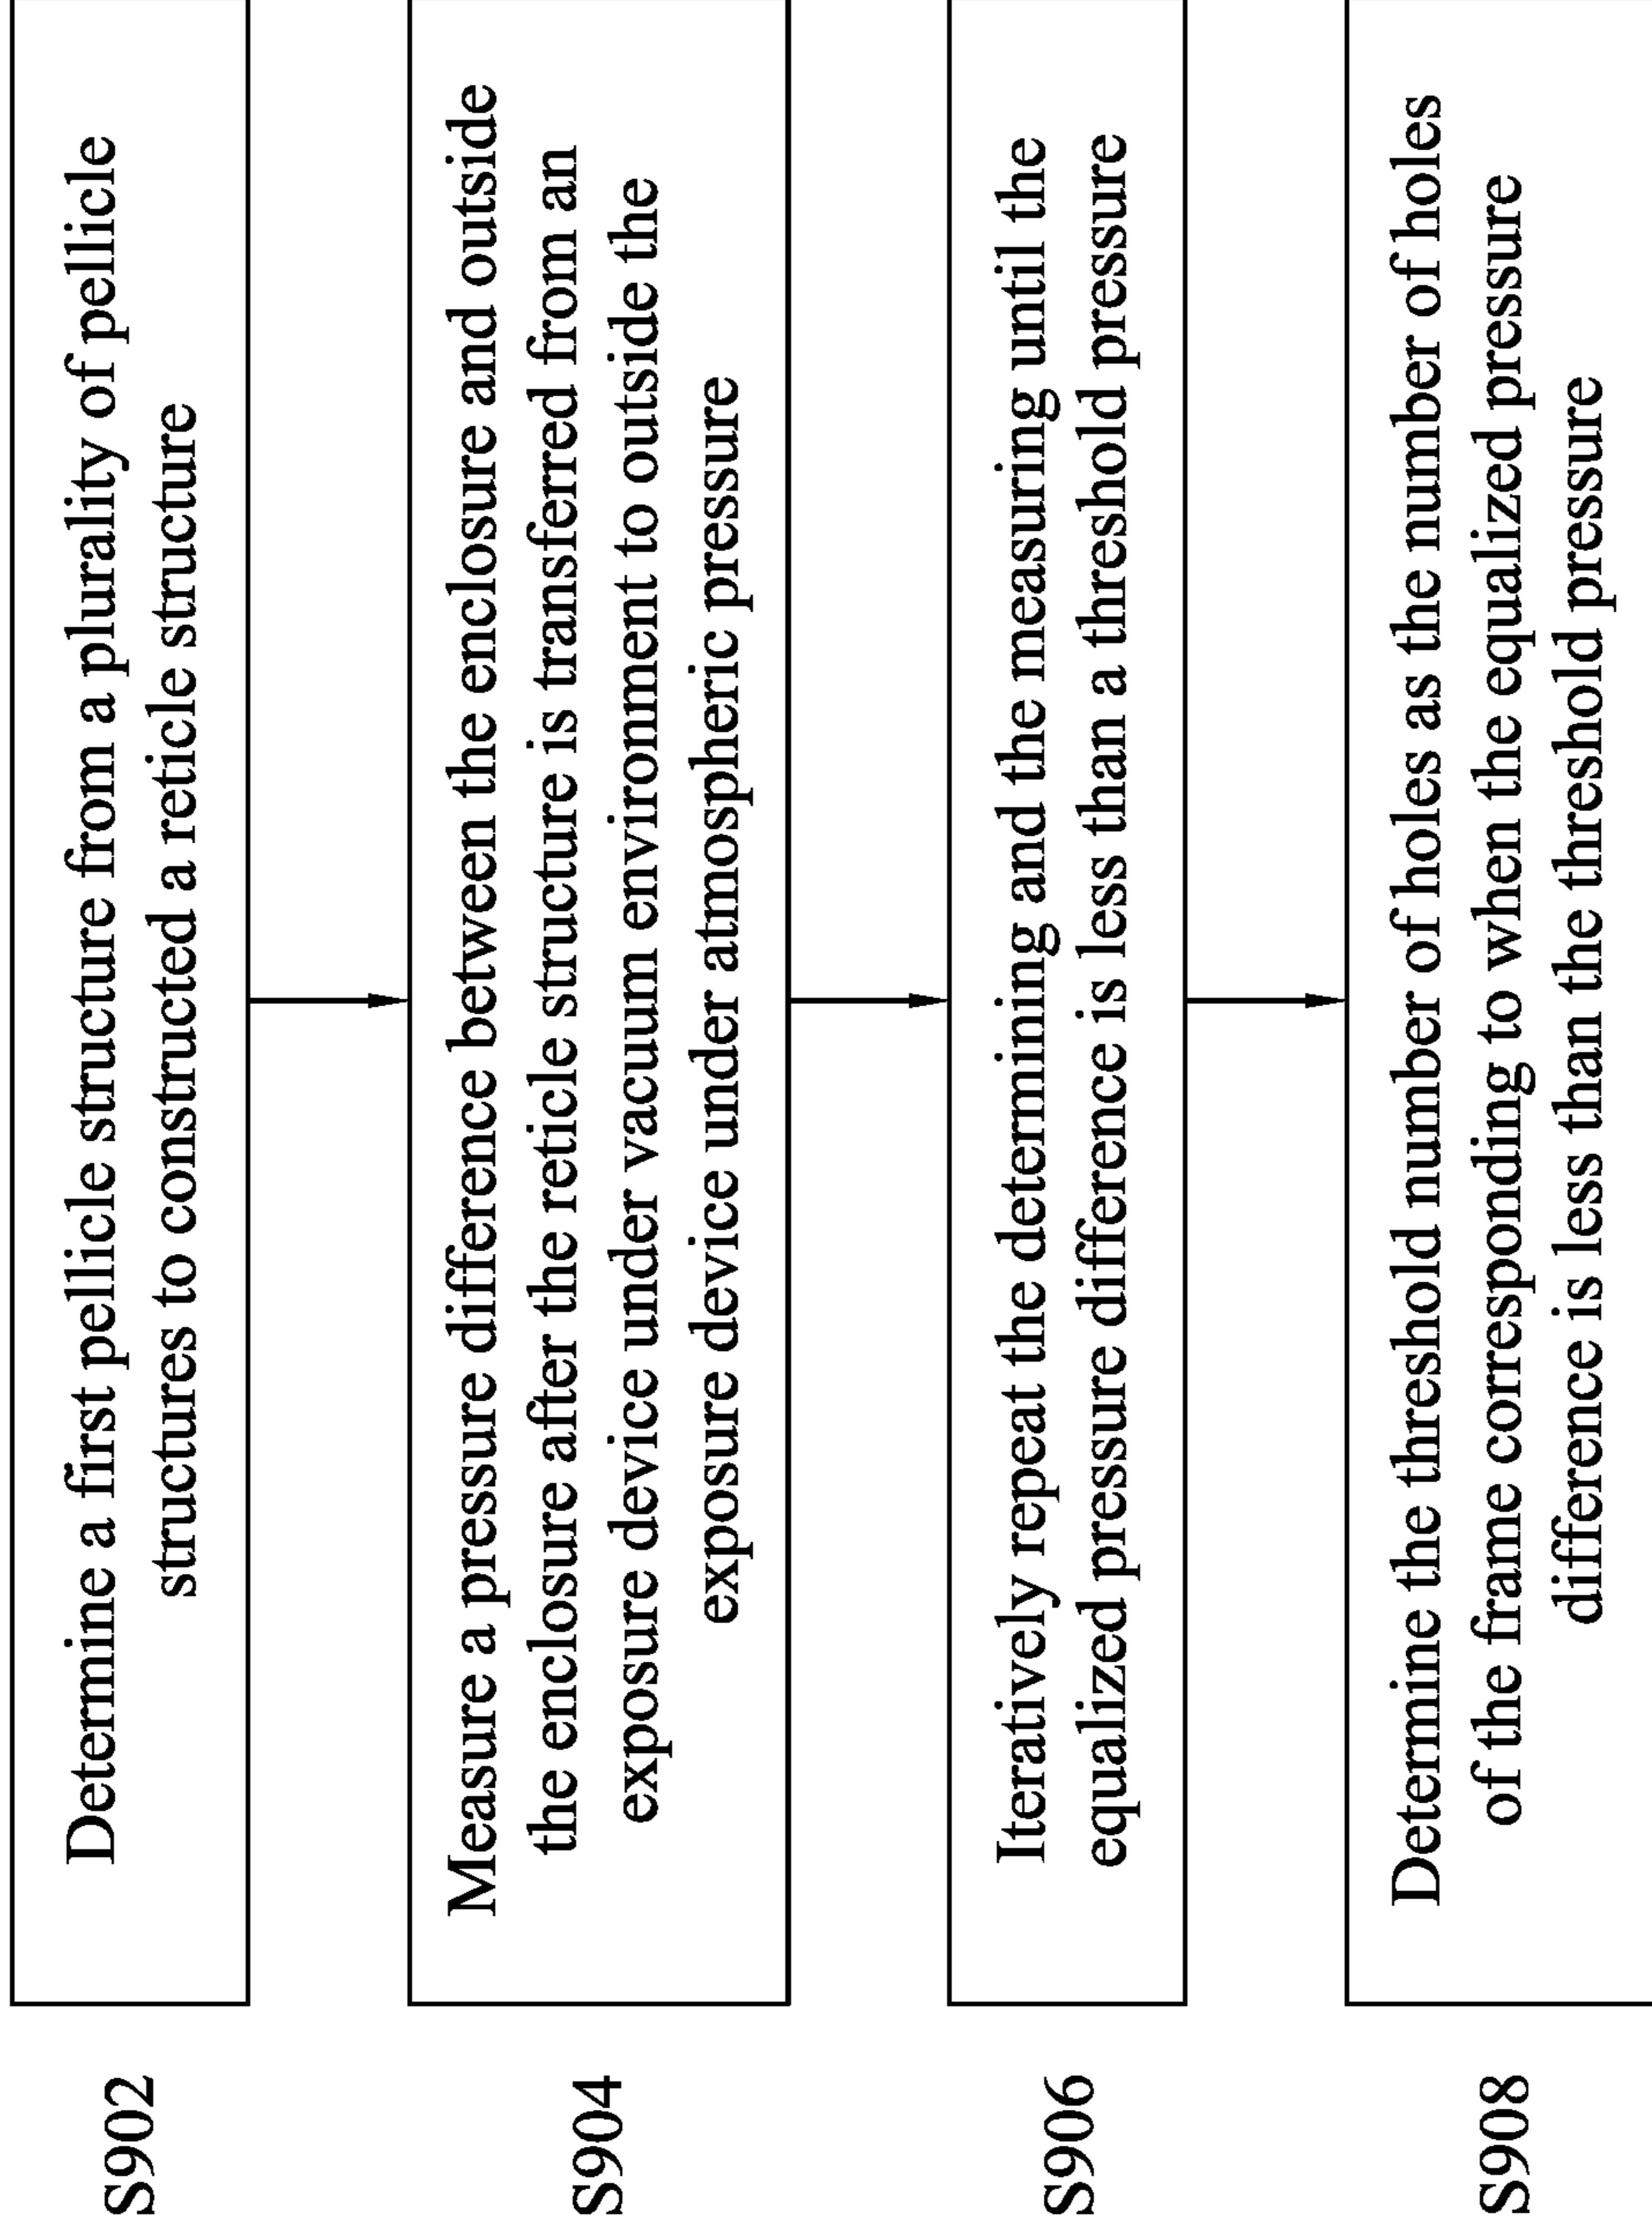 S902
Determine a first pellicle structure from a plurality of pellicle
structures to constructed a reticle structure
S904
Measure a pressure difference between the enclosure and outside
the enclosure after the reticle structure is transferred from an
exposure device under vacuum environment to outside the
exposure device under atmospheric pressure
S906
Iteratively repeat the determining and the measuring until the
equalized pressure difference is less than a threshold pressure
S908
Determine the threshold number of holes as the number of holes
of the frame corresponding to when the equalized pressure
difference is less than the threshold pressure